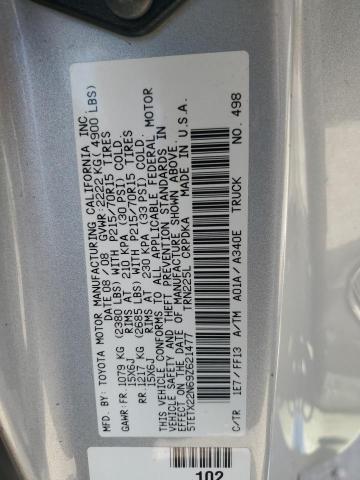 MFD BY: TOYOTA MOTOR MANUFACTURING CALIFORNIA, INC.
DATE 08/08 GVWR 2222 KG(4900 LBS)
GAWR:FR 1079 KG (2380 LBS) WITH P215/70R15 TIRES
15X6J RIMS AT 210 KPA (30 PSI) COLD.
RR 1217 KG (2685 LBS) WITH P215/70R15 TIRES
15X6J RIMS AT 230 KPA (33 PSI) COLD.
THIS VEHICLE CONFORMS TO ALL APPLICABLE FEDERAL MOTOR
VEHICLE SAFETY AND THEFT PREVENTION STANDARDS IN
EFFECT ON THE DATE OF MANUFACTURE SHOWN ABOVE.
5TETX22N69Z621477 TRN225L CRPDKA MADE IN U.S.A.
C/TR 1E7/FF13 A/TM A01A/A340E TRUCK NO. 498
102